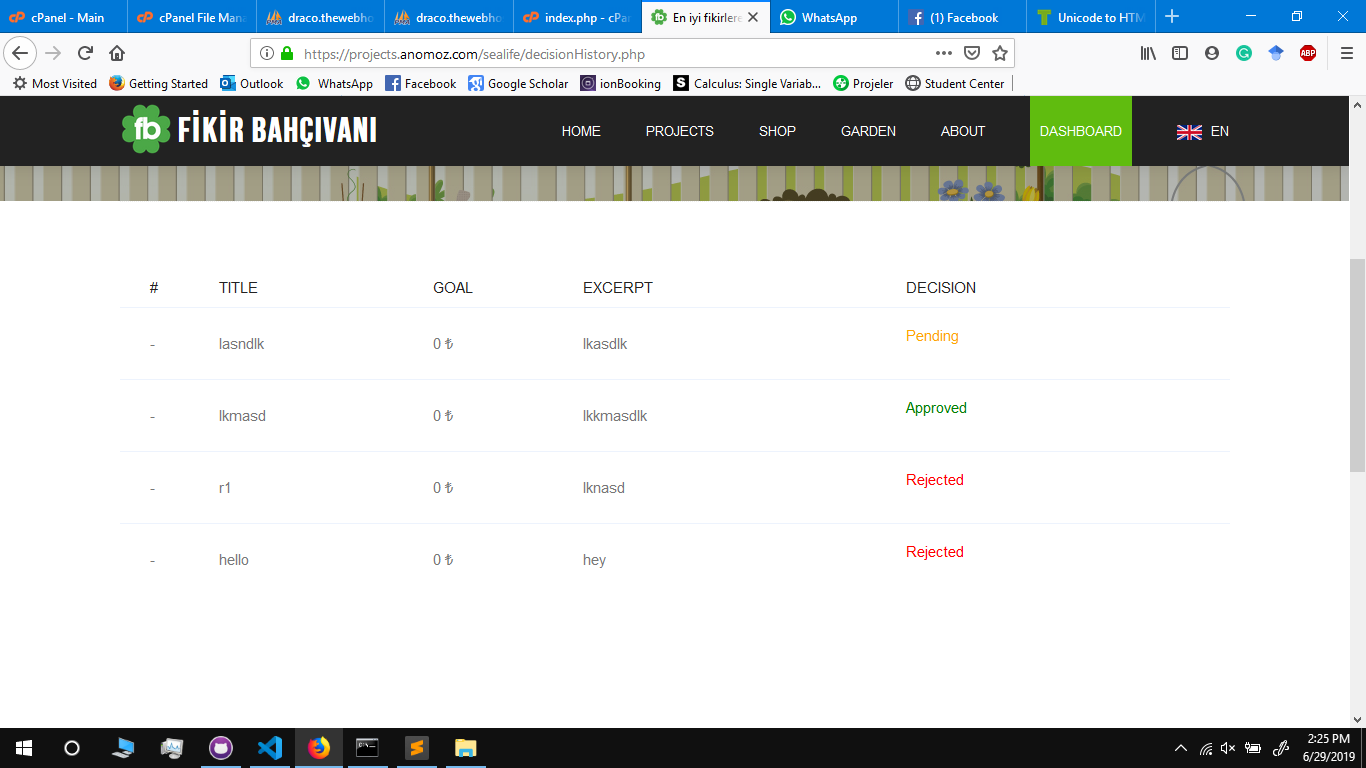 cPanel - Main
cPanel File Mana
draco.thewebho
draco.thewebho
index.php - cPa
En iyi fikirlere
WhatsApp
(1) Facebook
Unicode to HTM
https://projects.anomoz.com/sealife/decisionHistory.php
ABP
Most Visited Getting Started Outlook WhatsApp Facebook Google Scholar ionBooking Calculus: Single Variab... Projeler Student Center
fb FİKİR BAHÇIVANI
HOME PROJECTS SHOP GARDEN ABOUT DASHBOARD EN
# TITLE GOAL EXCERPT DECISION
- lasndlk 0 ₺ lkasdlk Pending
- lkmasd 0 ₺ lkkmasdlk Approved
- r1 0 ₺ lknasd Rejected
- hello 0 ₺ hey Rejected
2:25 PM
6/29/2019